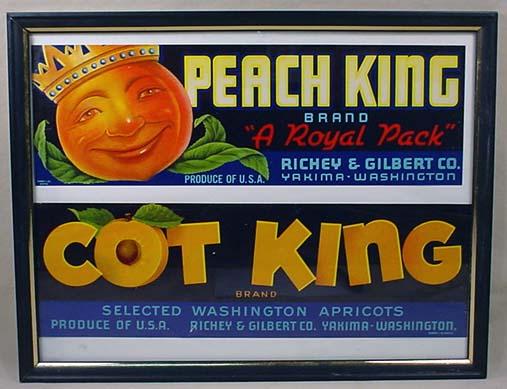 PEACH KING
BRAND
"A Royal Pack"
RICHEY & GILBERT CO.
PRODUCE OF U.S.A. YAKIMA-WASHINGTON
COT KING
BRAND
SELECTED WASHINGTON APRICOTS
PRODUCE OF U.S.A. RICHEY & GILBERT CO. YAKIMA-WASHINGTON.